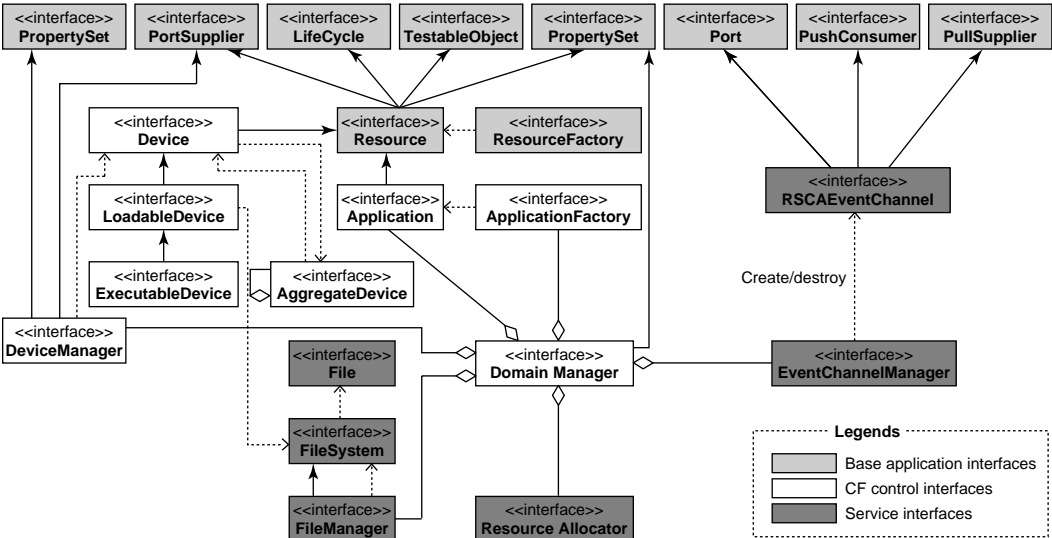 <<interface>>
PropertySet
<<interface>>
PortSupplier
<<interface>>
LifeCycle
<<interface>>
TestableObject
<<interface>>
PropertySet
<<interface>>
Port
<<interface>>
PushConsumer
<<interface>>
PullSupplier
<<interface>>
Device
<<interface>>
Resource
<<interface>>
ResourceFactory
<<interface>>
LoadableDevice
<<interface>>
Application
<<interface>>
ApplicationFactory
<<interface>>
RSCAEventChannel
<<interface>>
ExecutableDevice
<<interface>>
AggregateDevice
Create/destroy
<<interface>>
DeviceManager
<<interface>>
File
<<interface>>
Domain Manager
<<interface>>
EventChannelManager
<<interface>>
FileSystem
<<interface>>
FileManager
<<interface>>
Resource Allocator
Legends
Base application interfaces
CF control interfaces
Service interfaces